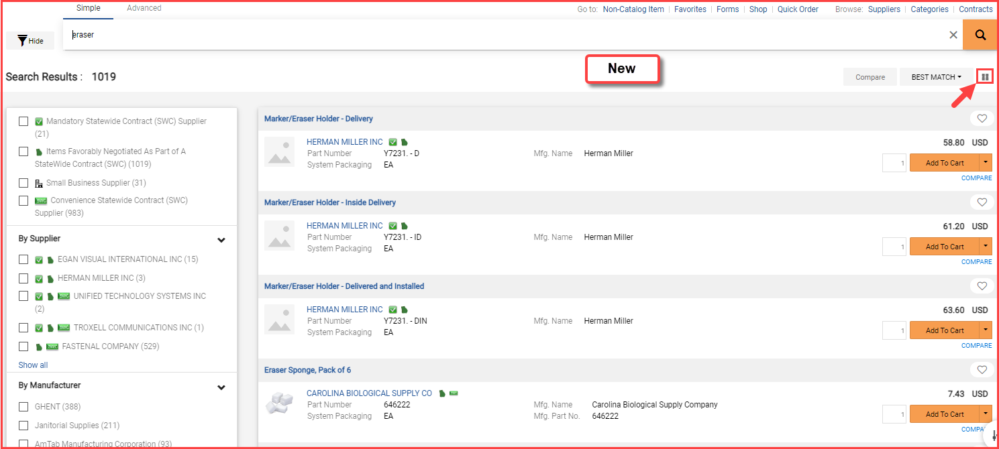 Simple Advanced
Go to: Non-Catalog Item | Favorites | Forms | Shop | Quick Order Browse: Suppliers | Categories | Contracts
Hide
eraser
New
Search Results : 1019
Compare BEST MATCH
Mandatory Statewide Contract (SWC) Supplier
(21)
Items Favorably Negotiated As Part of A
StateWide Contract (SWC) (1019)
Small Business Supplier (31)
SWC Convenience Statewide Contract (SWC)
Supplier (983)
By Supplier
EGAN VISUAL INTERNATIONAL INC (15)
HERMAN MILLER INC (3)
SWC UNIFIED TECHNOLOGY SYSTEMS INC
(2)
SWC TROXELL COMMUNICATIONS INC (1)
SWC FASTENAL COMPANY (529)
Show all
By Manufacturer
GHENT (388)
Janitorial Supplies (211)
AmTab Manufacturing Corporation (93)
Marker/Eraser Holder - Delivery
HERMAN MILLER INC
58.80 USD
Part Number Y7231. - D Mfg. Name Herman Miller
System Packaging EA
1 Add To Cart
COMPARE
Marker/Eraser Holder - Inside Delivery
HERMAN MILLER INC
61.20 USD
Part Number Y7231. - ID Mfg. Name Herman Miller
System Packaging EA
1 Add To Cart
COMPARE
Marker/Eraser Holder - Delivered and Installed
HERMAN MILLER INC
63.60 USD
Part Number Y7231. - DIN Mfg. Name Herman Miller
System Packaging EA
1 Add To Cart
COMPARE
Eraser Sponge, Pack of 6
CAROLINA BIOLOGICAL SUPPLY CO SWC
7.43 USD
Part Number 646222 Mfg. Name Carolina Biological Supply Company
System Packaging EA Mfg. Part No. 646222
1 Add To Cart